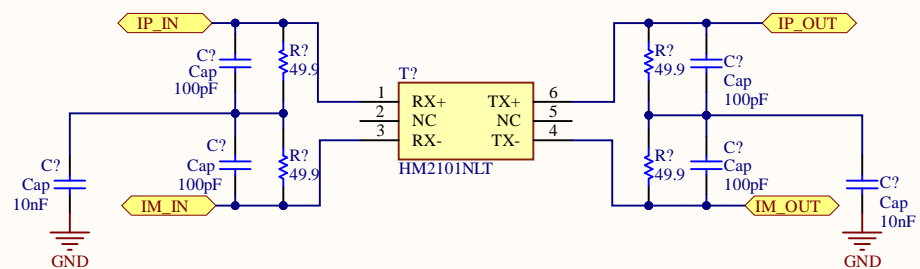 IP_IN
IP_OUT
C?
Cap
100pF
R?
49.9
T?
1
2
3
RX+
NC
RX-
TX+
NC
TX-
6
5
4
HM2101NLT
R?
49.9
C?
Cap
100pF
C?
Cap
100pF
R?
49.9
R?
49.9
C?
Cap
100pF
C?
Cap
10nF
C?
Cap
10nF
IM_IN
IM_OUT
GND
GND